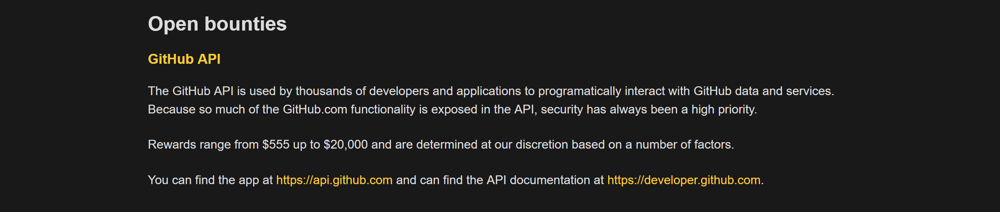 Open bounties
GitHub API
The GitHub API is used by thousands of developers and applications to programatically interact with GitHub data and services.
Because so much of the GitHub.com functionality is exposed in the API, security has always been a high priority.
Rewards range from $555 up to $20,000 and are determined at our discretion based on a number of factors.
You can find the app at https://api.github.com and can find the API documentation at https://developer.github.com.